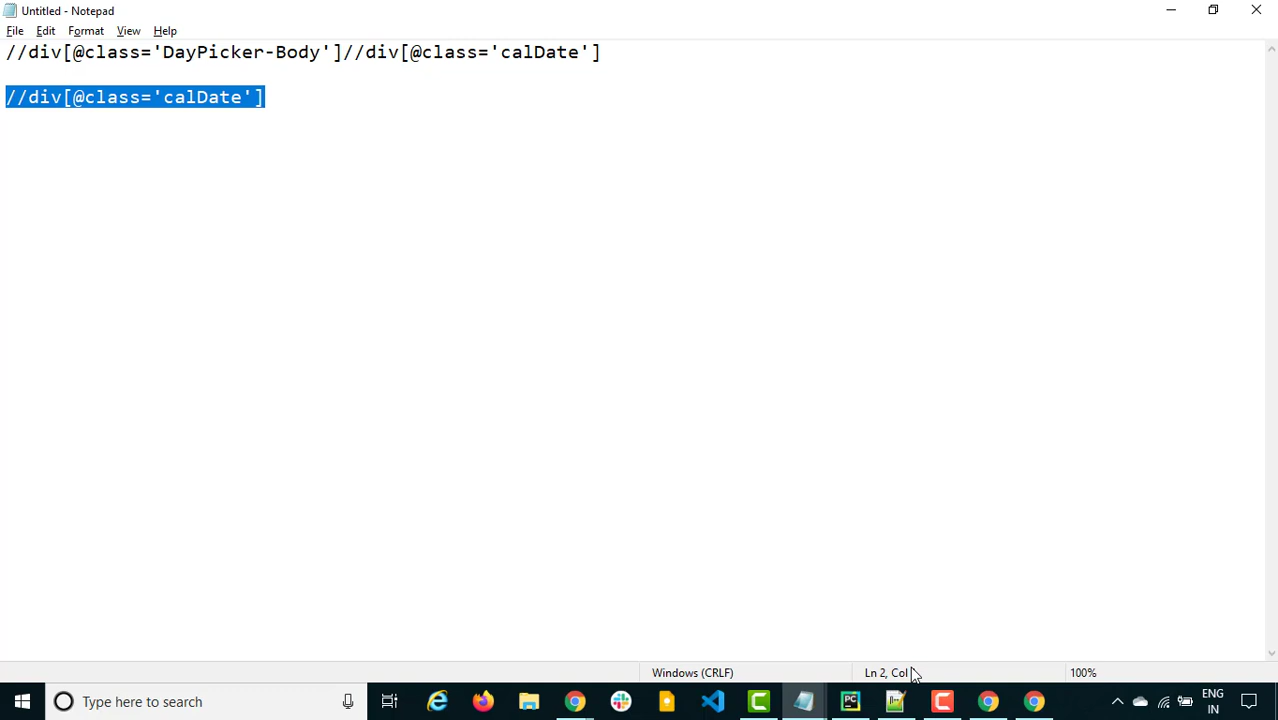 Untitled - Notepad
File Edit Format View Help
//div[@class='DayPicker-Body']//div[@class='calDate']
//div[@class='calDate']
Windows (CRLF)
Ln 2, Col
100%
Type here to search
ENG
IN